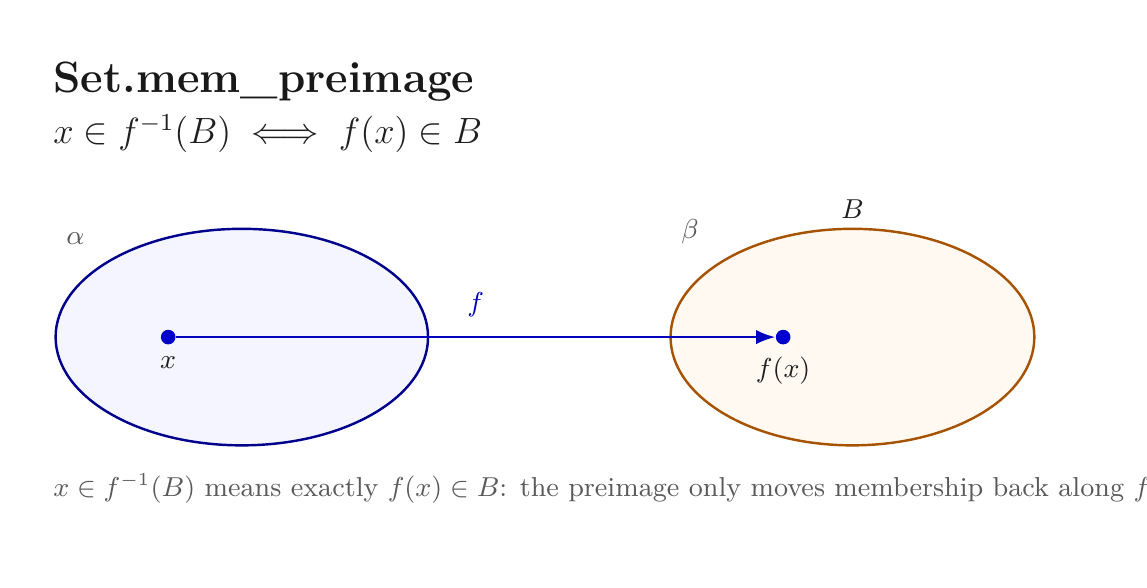 Set.mem_preimage
x ∈ f⁻¹(B) ⟺ f(x) ∈ B
B
α
β
f
x
f(x)
x ∈ f⁻¹(B) means exactly f(x) ∈ B: the preimage only moves membership back along f